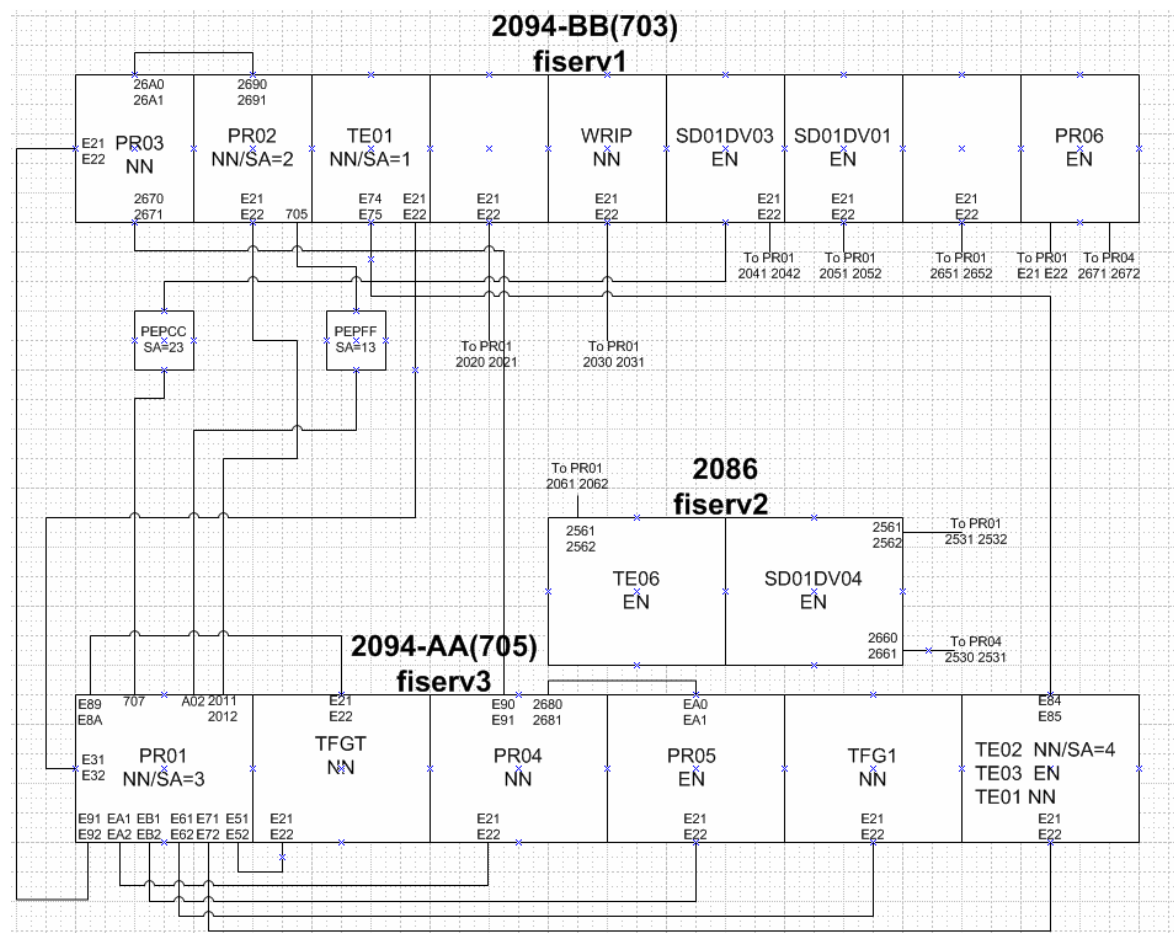 2094-BB(703)
fiserv1
26A0
26A1
E21
E22
PR03
NN
2670
2671
2690
2691
PR02
NN/SA=2
E21
E22
705
TE01
NN/SA=1
E74
E75
E21
E22
E21
E22
WRIP
NN
E21
E22
SD01DV03
EN
E21
E22
SD01DV01
EN
E21
E22
E21
E22
PR06
EN
To PR01
2041 2042
To PR01
2051 2052
To PR01
2651 2652
To PR01
E21 E22
To PR04
2671 2672
PEPCC
SA=23
PEPFF
SA=13
To PR01
2020 2021
To PR01
2030 2031
2086
fiserv2
To PR01
2061 2062
2561
2562
TE06
EN
2561
2562
SD01DV04
EN
2660
2661
To PR01
2531 2532
To PR04
2530 2531
2094-AA(705)
fiserv3
E89
E8A
707
A02 2011
2012
E31
E32
PR01
NN/SA=3
E91 EA1 EB1 E61 E71 E51
E92 EA2 EB2 E62 E72 E52
E21
E22
TFGT
NN
E21
E22
E90 2680
E91 2681
PR04
NN
E21
E22
EA0
EA1
PR05
EN
E21
E22
TFG1
NN
E21
E22
E84
E85
TE02 NN/SA=4
TE03 EN
TE01 NN
E21
E22